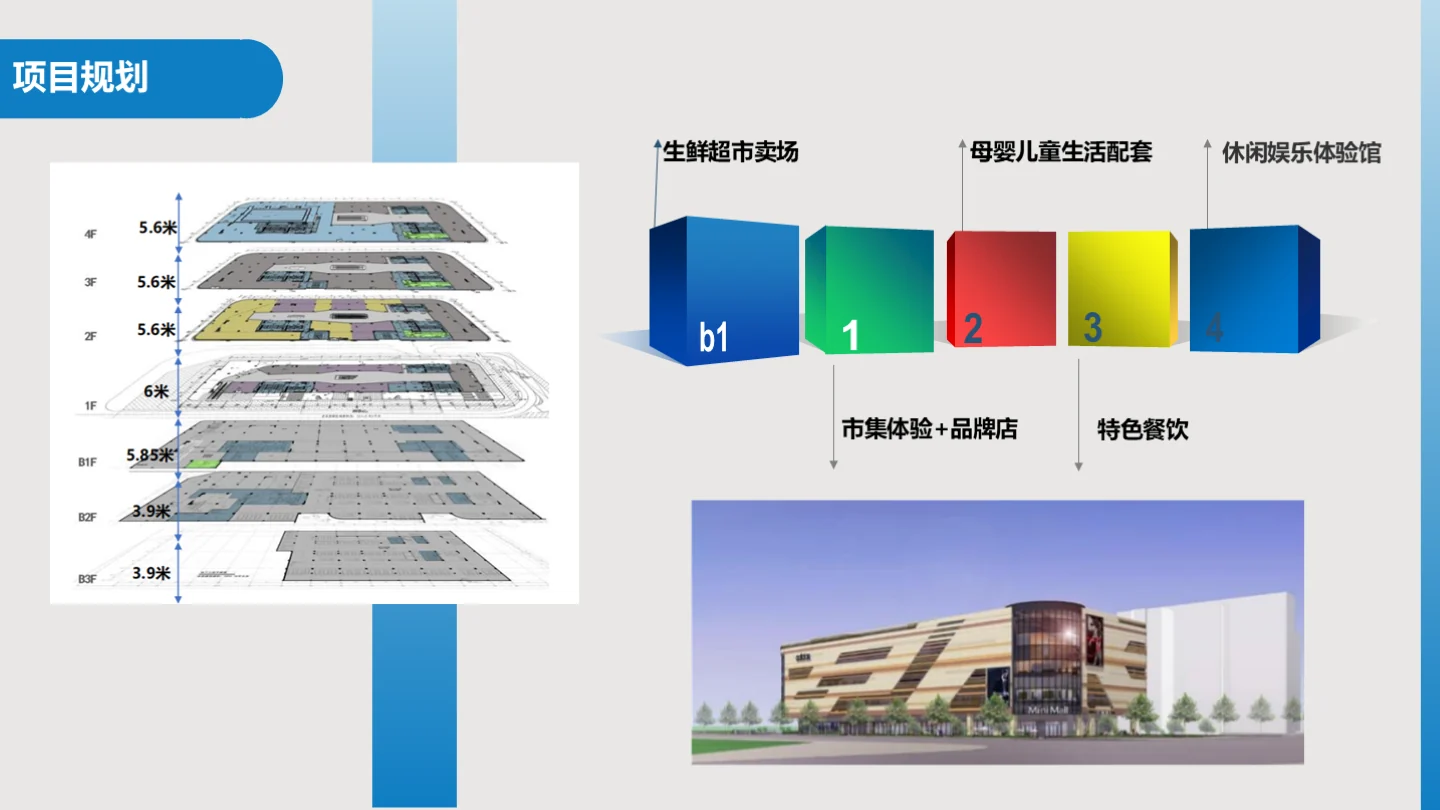 项目规划
4F
5.6米
3F
5.6米
2F
5.6米
1F
6米
B1F
5.85米
B2F
3.9米
B3F
3.9米
生鲜超市卖场
母婴儿童生活配套
休闲娱乐体验馆
b1
1
2
3
4
市集体验+品牌店
特色餐饮
Mini Mall